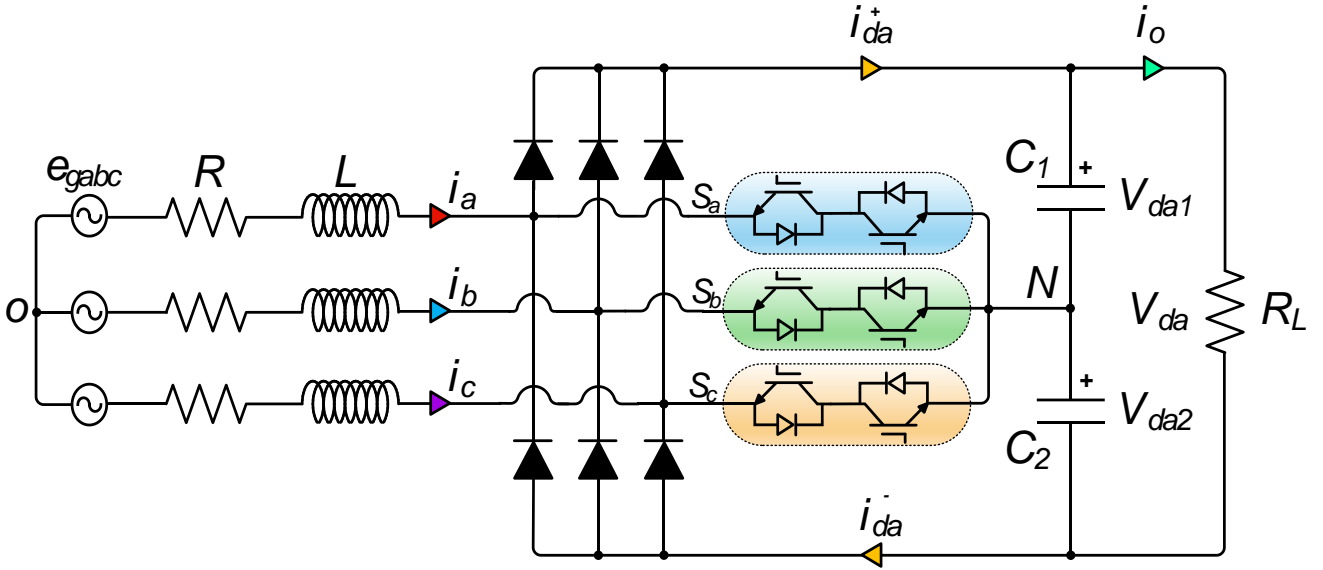 i_da^+
i_o
e_gabc
R
L
i_a
S_a
C_1
+
V_da1
o
i_b
S_b
N
V_da
R_L
i_c
S_c
+
C_2
V_da2
i_da^-